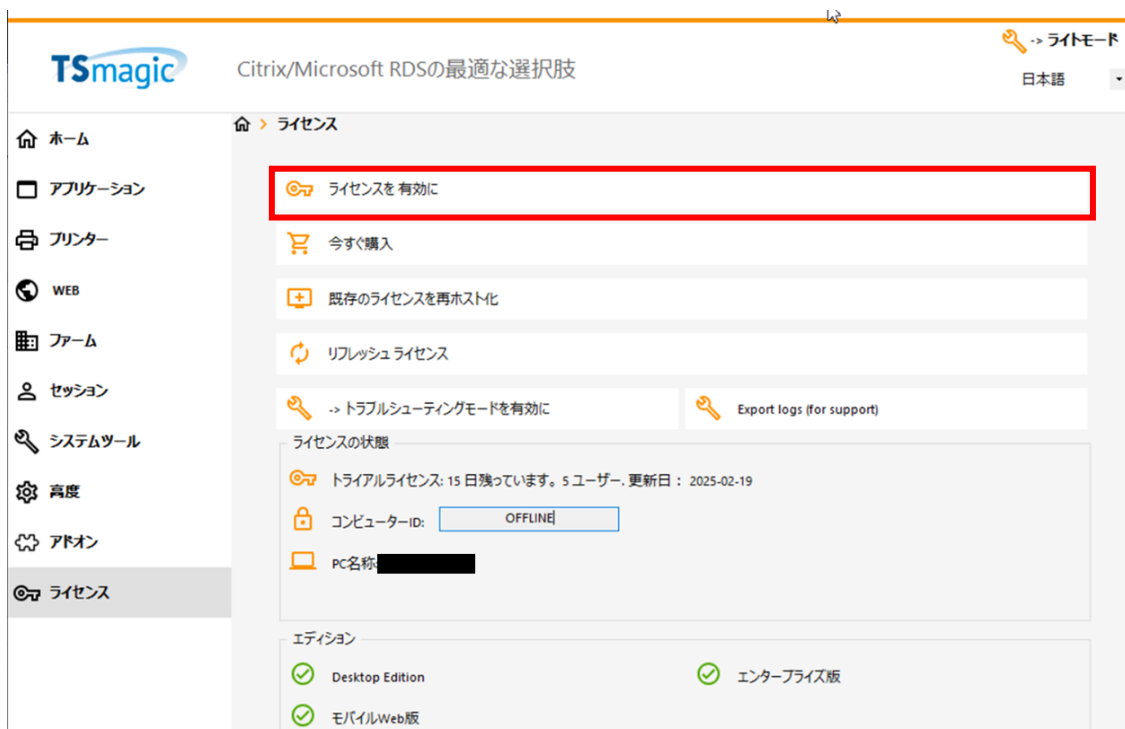 -> ライトモード
TSmagic
Citrix/Microsoft RDSの最適な選択肢
日本語
ホーム
アプリケーション
プリンター
WEB
ファーム
セッション
システムツール
高度
アドオン
ライセンス
> ライセンス
ライセンスを 有効に
今すぐ購入
既存のライセンスを再ホスト化
リフレッシュ ライセンス
-> トラブルシューティングモードを有効に
Export logs (for support)
ライセンスの状態
トライアルライセンス: 15 日残っています。 5 ユーザー. 更新日 : 2025-02-19
コンピューターID: OFFLINE
PC名称:
エディション
Desktop Edition
エンタープライズ版
モバイルWeb版